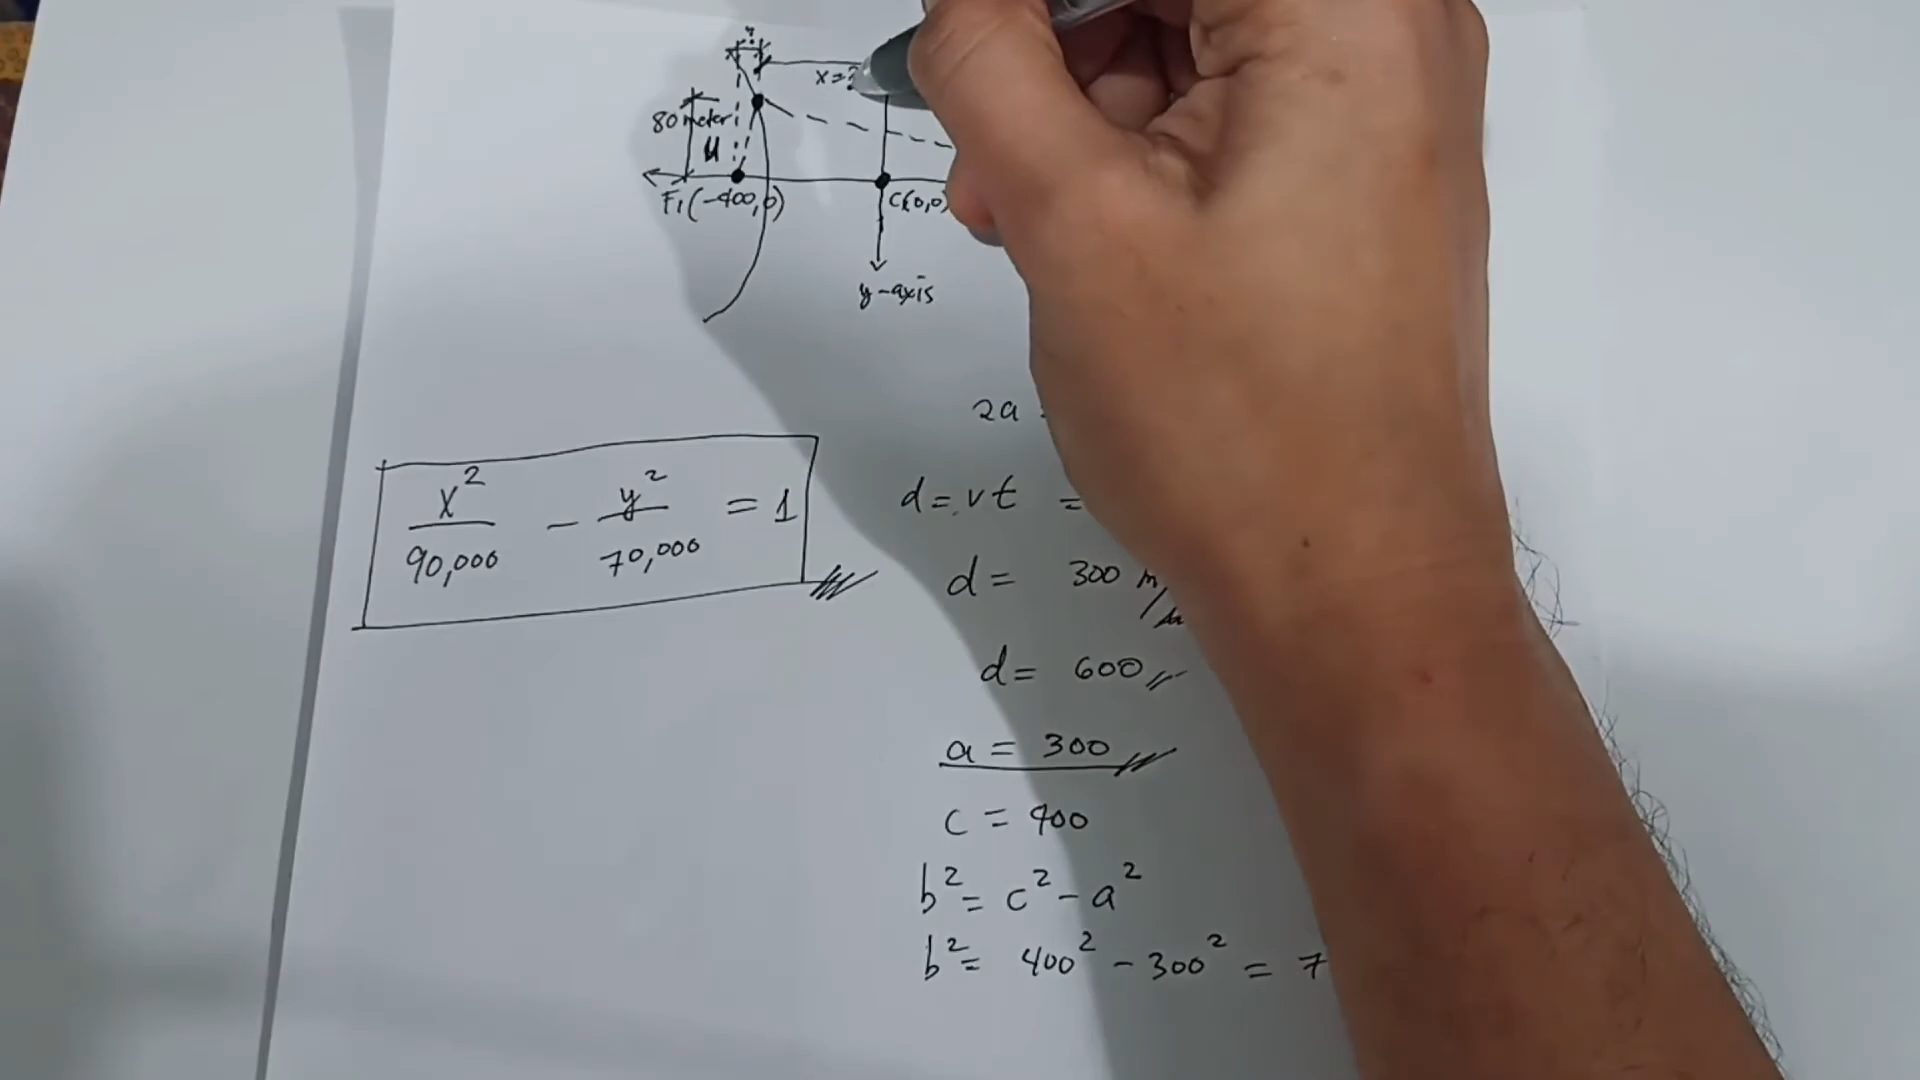 ?
x=?
80 meter
F1(-400,0)
C(0,0)
y-axis
2a
x² / 90,000 - y² / 70,000 = 1
d = vt =
d = 300 m/
d = 600
a = 300
c = 400
b² = c² - a²
b² = 400² - 300² = 7